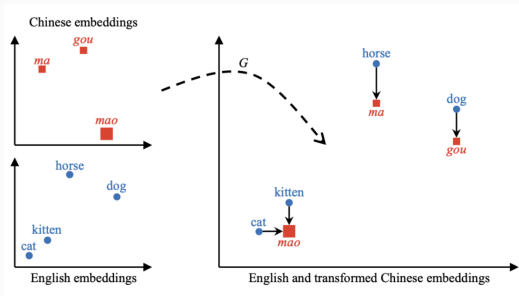 Chinese embeddings
gou
ma
mao
horse
dog
kitten
cat
English embeddings
G
horse
ma
dog
gou
kitten
cat
mao
English and transformed Chinese embeddings